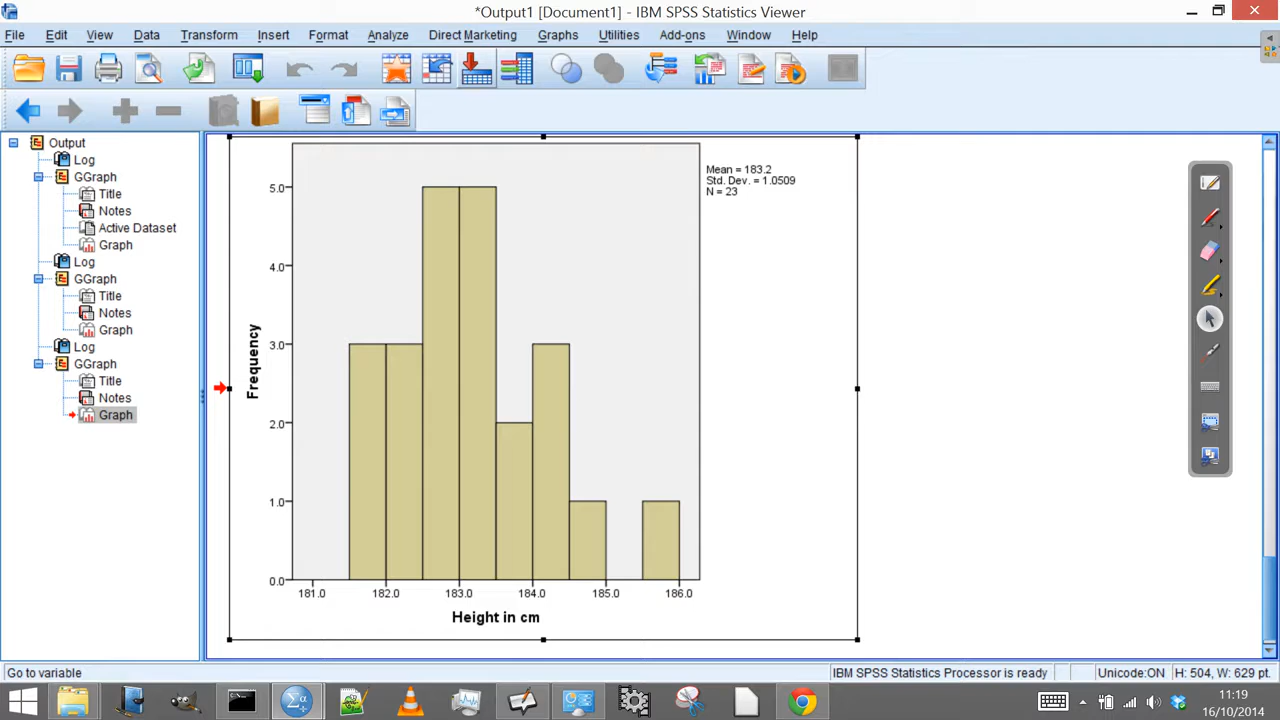 *Output1 [Document1] - IBM SPSS Statistics Viewer
File Edit View Data Transform Insert Format Analyze Direct Marketing Graphs Utilities Add-ons Window Help
Output
Log
GGraph
Title
Notes
Active Dataset
Graph
Log
GGraph
Title
Notes
Graph
Log
GGraph
Title
Notes
Graph
Mean = 183.2
Std. Dev. = 1.0509
N = 23
5.0
4.0
3.0
2.0
1.0
0.0
Frequency
181.0 182.0 183.0 184.0 185.0 186.0
Height in cm
Go to variable
IBM SPSS Statistics Processor is ready
Unicode:ON
H: 504, W: 629 pt.
11:19
16/10/2014